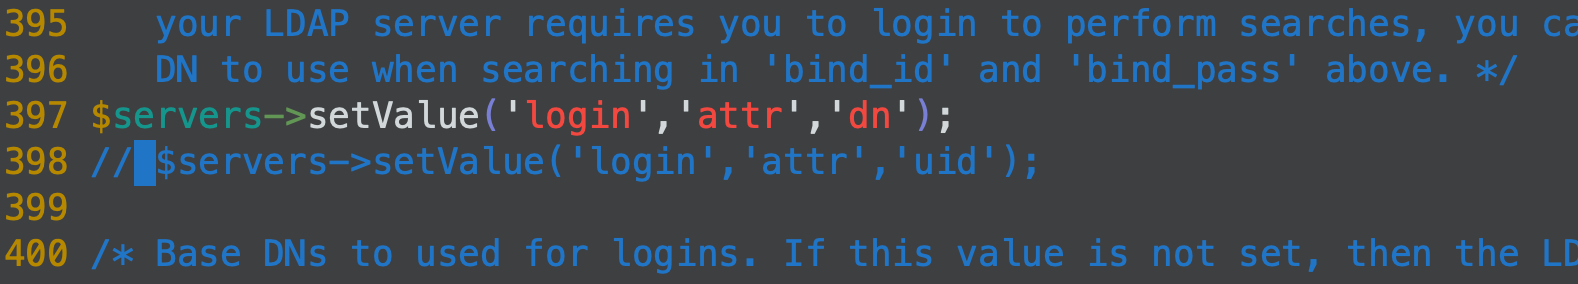 395    your LDAP server requires you to login to perform searches, you
396    DN to use when searching in 'bind_id' and 'bind_pass' above. */
397 $servers->setValue('login','attr','dn');
398 // $servers->setValue('login','attr','uid');
399
400 /* Base DNs to used for logins. If this value is not set, then the